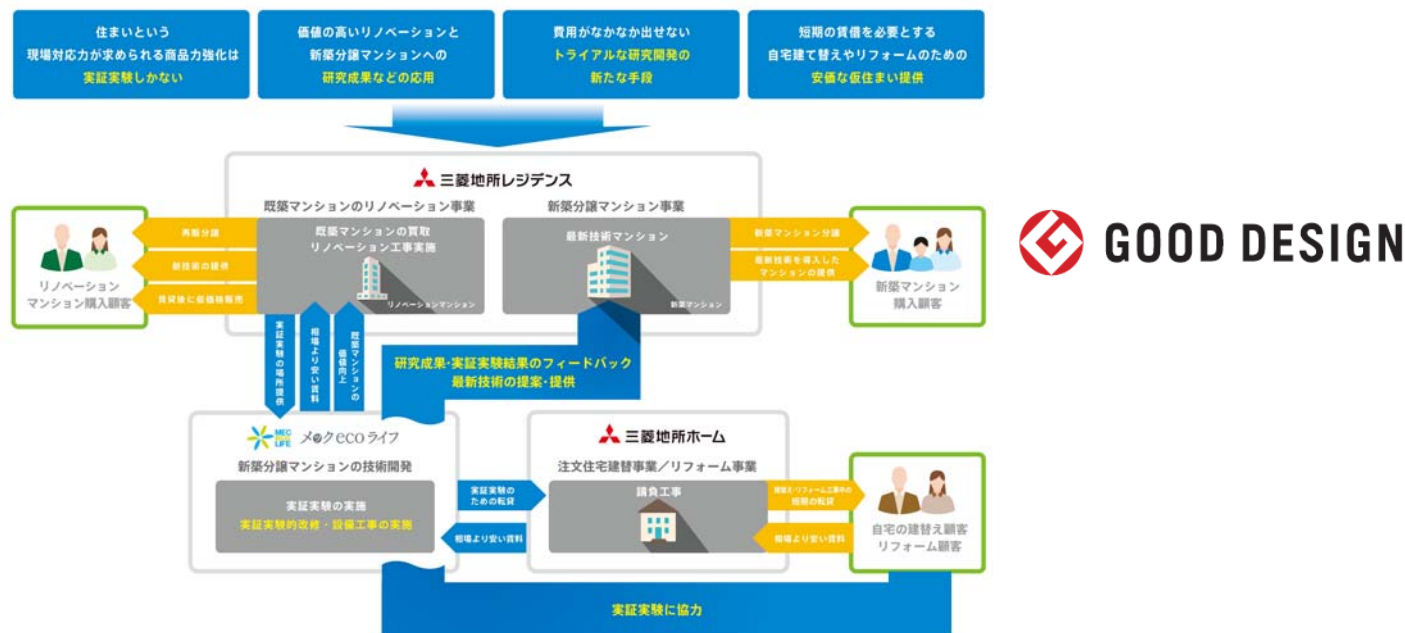 住まいという
現場対応力が求められる商品力強化は
実証実験しかない
価値の高いリノベーションと
新築分譲マンションへの
研究成果などの応用
費用がなかなか出せない
トライアルな研究開発の
新たな手段
短期の賃借を必要とする
自宅建て替えやリフォームのための
安価な仮住まい提供
三菱地所レジデンス
既築マンションのリノベーション事業
新築分譲マンション事業
既築マンションの買取
リノベーション工事実施
リノベーションマンション
最新技術マンション
新築マンション
再販分譲
新技術の提供
賃貸後に低価格販売
リノベーション
マンション購入顧客
新築マンション分譲
最新技術を導入した
マンションの提供
新築マンション
購入顧客
GOOD DESIGN
実証実験の場所提供
相場より安い賃料
既築マンションの
価値向上
研究成果・実証実験結果のフィードバック
最新技術の提案・提供
MEC
eco
LIFE
メックecoライフ
新築分譲マンションの技術開発
実証実験の実施
実証実験的改修・設備工事の実施
実証実験の
ための転貸
相場より安い賃料
三菱地所ホーム
注文住宅建替事業/リフォーム事業
請負工事
建替え・リフォーム工事中の
短期の転貸
相場より安い賃料
自宅の建替え顧客
リフォーム顧客
実証実験に協力